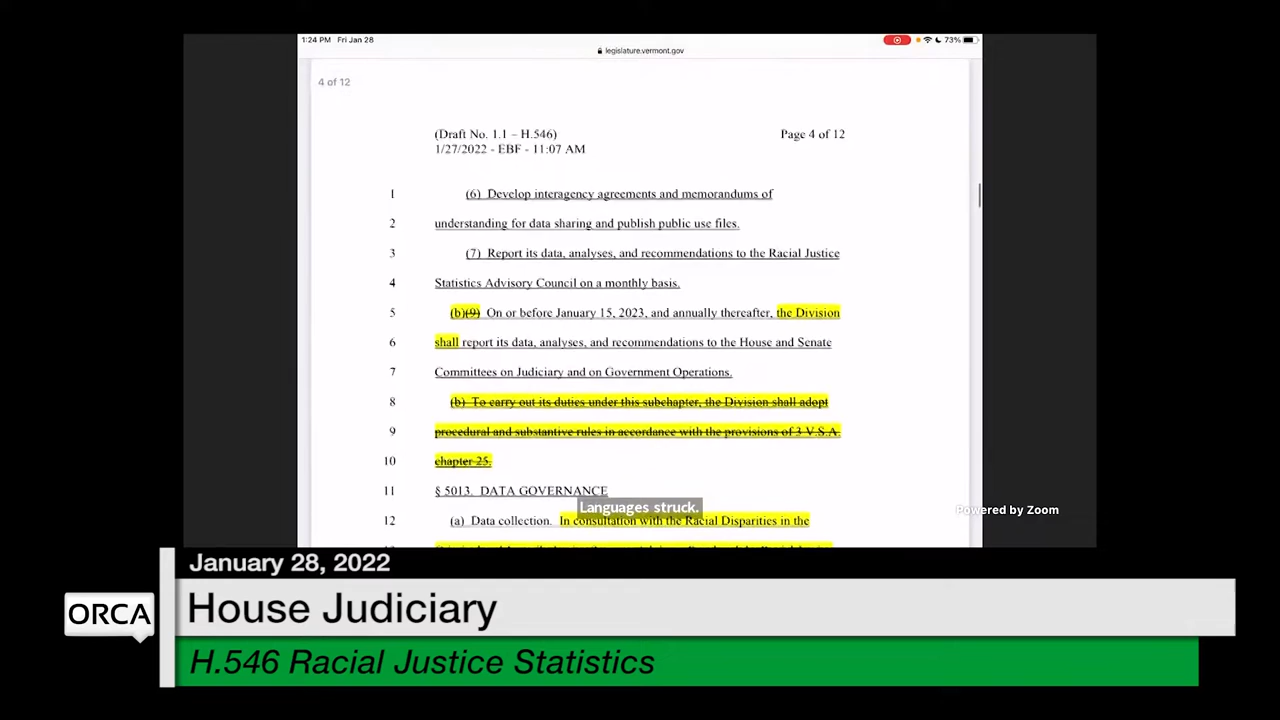 1:24 PM Fri Jan 28
73%
legislature.vermont.gov
4 of 12
(Draft No. 1.1 – H.546)
Page 4 of 12
1/27/2022 - EBF - 11:07 AM
1 (6) Develop interagency agreements and memorandums of
2 understanding for data sharing and publish public use files.
3 (7) Report its data, analyses, and recommendations to the Racial Justice
4 Statistics Advisory Council on a monthly basis.
5 (b)(9) On or before January 15, 2023, and annually thereafter, the Division
6 shall report its data, analyses, and recommendations to the House and Senate
7 Committees on Judiciary and on Government Operations.
8 (b) To carry out its duties under this subchapter, the Division shall adopt
9 procedural and substantive rules in accordance with the provisions of 3 V.S.A.
10 chapter 25.
11 § 5013. DATA GOVERNANCE
Languages struck.
Powered by Zoom
12 (a) Data collection. In consultation with the Racial Disparities in the
January 28, 2022
ORCA
House Judiciary
H.546 Racial Justice Statistics